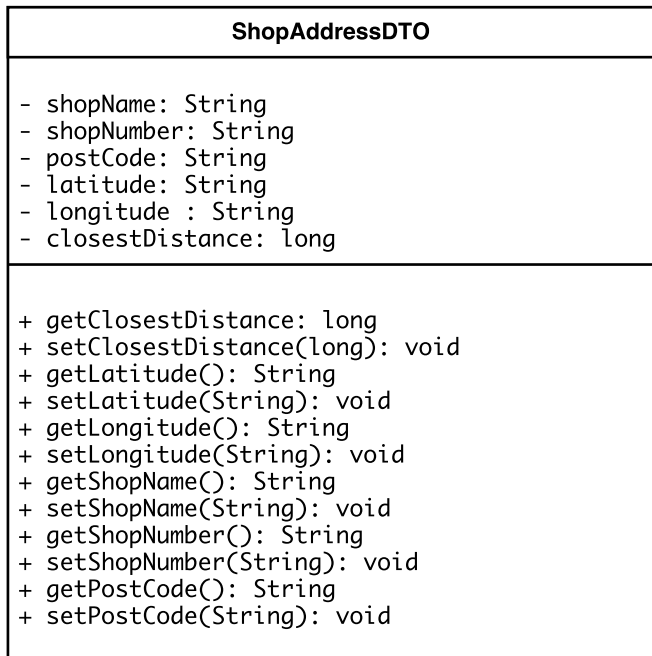 ShopAddressDTO
- shopName: String
- shopNumber: String
- postCode: String
- latitude: String
- longitude : String
- closestDistance: long
+ getClosestDistance: long
+ setClosestDistance(long): void
+ getLatitude(): String
+ setLatitude(String): void
+ getLongitude(): String
+ setLongitude(String): void
+ getShopName(): String
+ setShopName(String): void
+ getShopNumber(): String
+ setShopNumber(String): void
+ getPostCode(): String
+ setPostCode(String): void